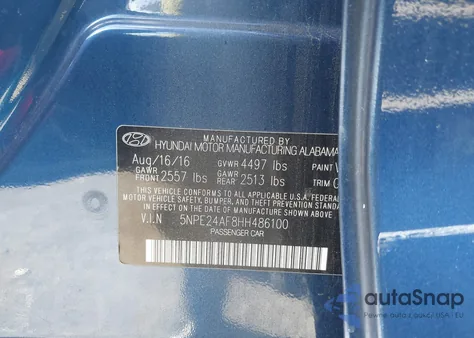 MANUFACTURED BY
HYUNDAI MOTOR MANUFACTURING ALABAMA
Aug/16/16 GVWR 4497 lbs PAINT
GAWR FRONT 2557 lbs GAWR REAR 2513 lbs TRIM
THIS VEHICLE CONFORMS TO ALL APPLICABLE U.S.A. FEDERAL
MOTOR VEHICLE SAFETY, BUMPER, AND THEFT
PREVENTION STANDARDS IN EFFECT ON THE DATE OF
MANUFACTURE SHOWN ABOVE.
V.I.N 5NPE24AF8HH486100
PASSENGER CAR
autoSnap